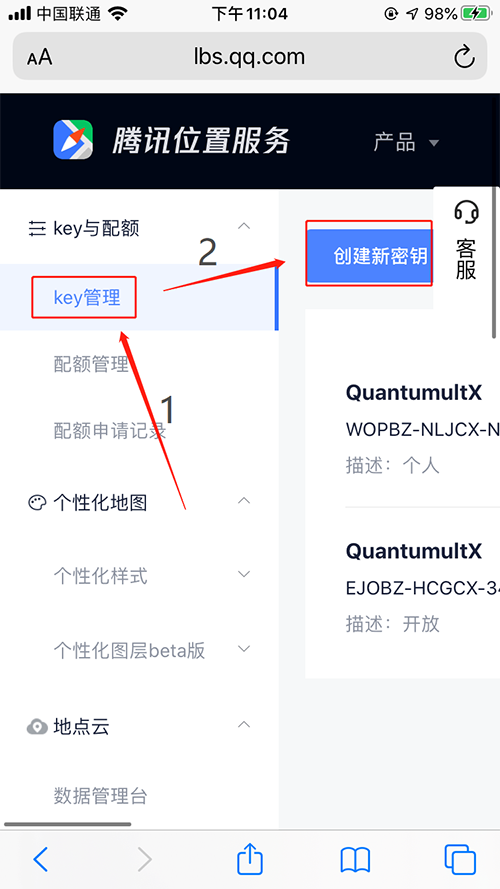 中国联通
下午11:04
98%
AA
lbs.qq.com
腾讯位置服务
产品
客服
key与配额
2
创建新密钥
key管理
配额管理
1
配额申请记录
QuantumultX
WOPBZ-NLJCX-N
描述：个人
个性化地图
QuantumultX
个性化样式
EJOBZ-HCGCX-34
描述：开放
个性化图层beta版
地点云
数据管理台